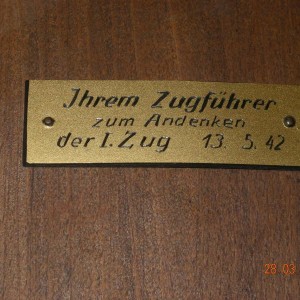 Ihrem Zugführer
zum Andenken
der I. Zug 13. 5. 42
28 03